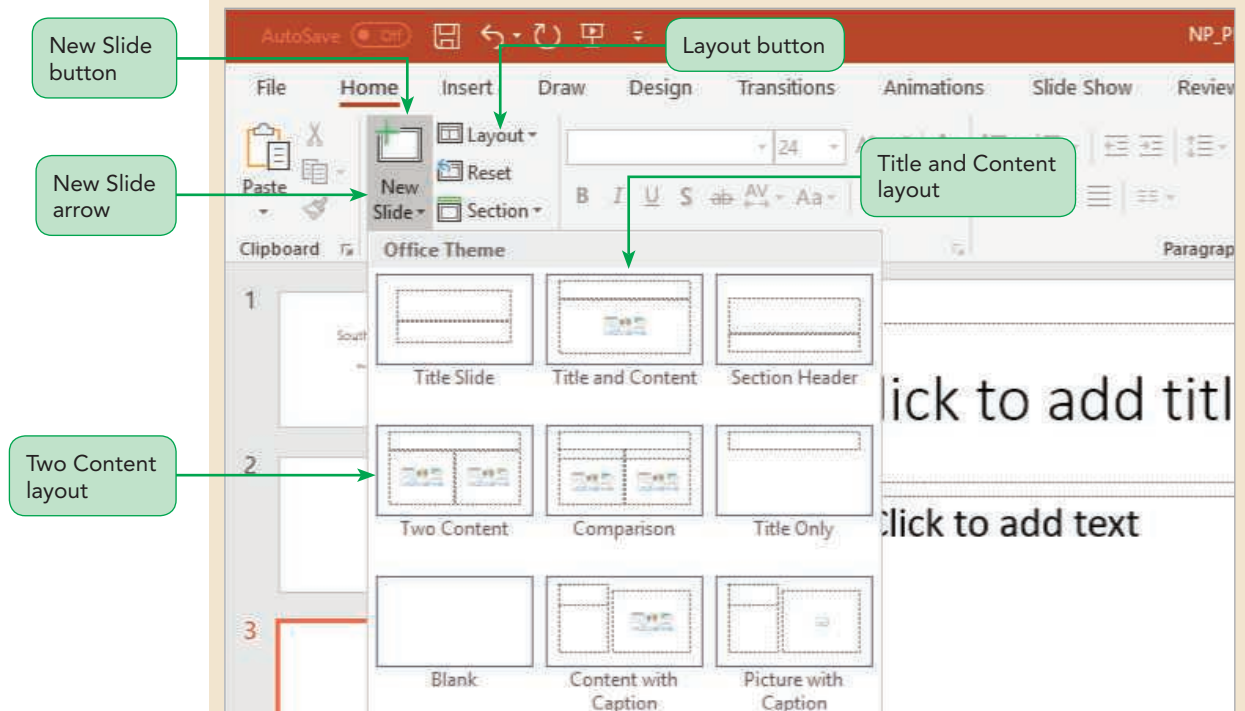 New Slide
button
AutoSave Off
Layout button
NP_P
File Home Insert Draw Design Transitions Animations Slide Show Review
Layout
24
Title and Content
layout
New Slide
arrow
Paste
New
Slide
Reset
Section
B I U S ab AV Aa
Clipboard
Paragrap
Office Theme
1
Title Slide
Title and Content
Section Header
lick to add titl
2
Two Content
layout
Two Content
Comparison
Title Only
Click to add text
3
Blank
Content with
Caption
Picture with
Caption